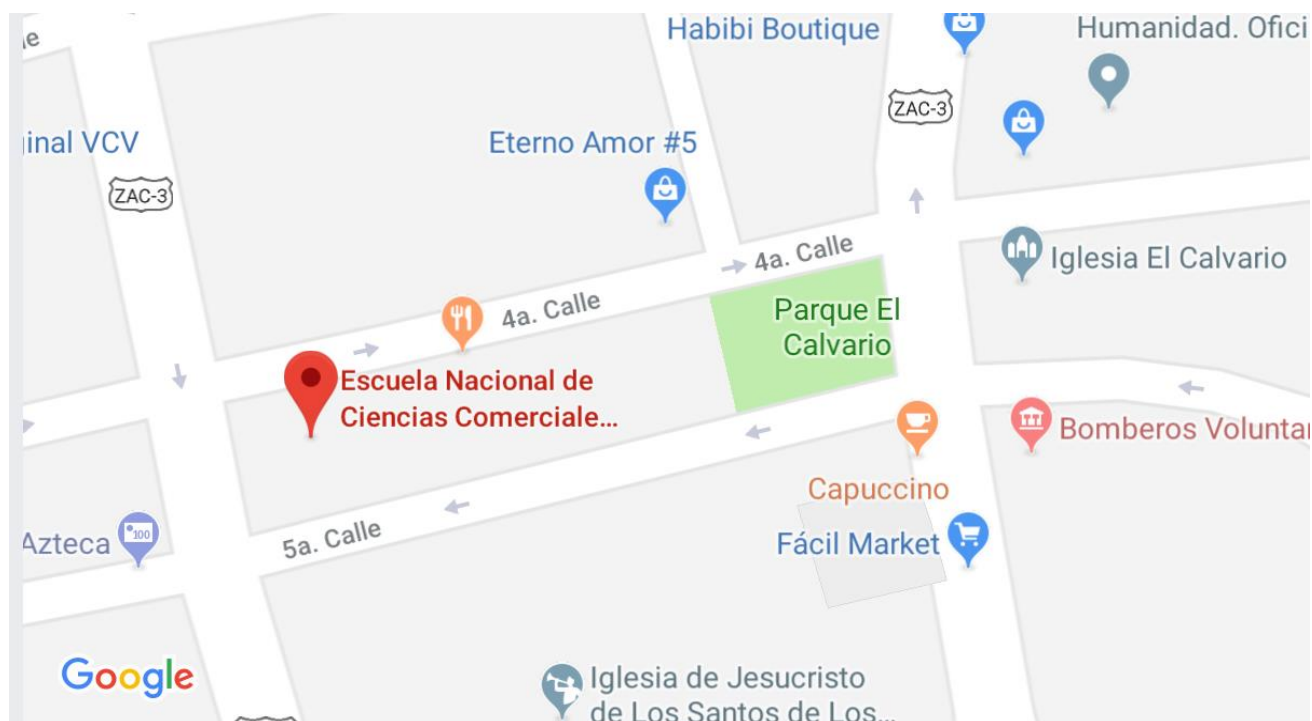 Habibi Boutique
Humanidad. Ofici
ZAC-3
inal VCV
Eterno Amor #5
ZAC-3
4a. Calle
Iglesia El Calvario
4a. Calle
Parque El
Calvario
Escuela Nacional de
Ciencias Comerciale...
Bomberos Voluntar
Capuccino
5a. Calle
Azteca
100
Fácil Market
Google
Iglesia de Jesucristo
de Los Santos de Los...